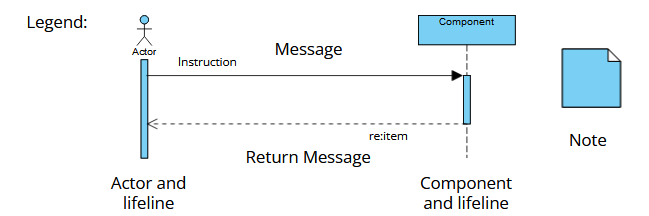 Legend:
Actor
Component
Message
Instruction
re:item
Return Message
Note
Actor and
lifeline
Component
and lifeline